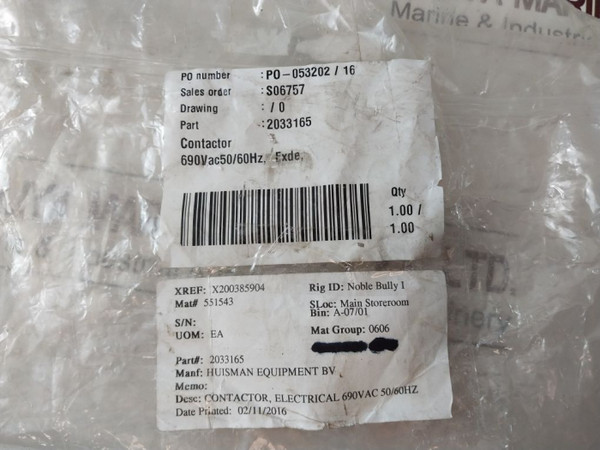 Marine & Industry
PO number : PO-053202 / 16
Sales order : S06757
Drawing : / 0
Part : 2033165
Contactor
690Vac50/60Hz, Exde,
Qty
1.00 /
1.00
LTD.
XREF: X200385904
Rig ID: Noble Bully 1
Mat# 551543
SLoc: Main Storeroom
Bin: A-07/01
S/N:
UOM: EA
Mat Group: 0606
Part#: 2033165
Manf: HUISMAN EQUIPMENT BV
Memo:
Desc: CONTACTOR, ELECTRICAL 690VAC 50/60HZ
Date Printed: 02/11/2016